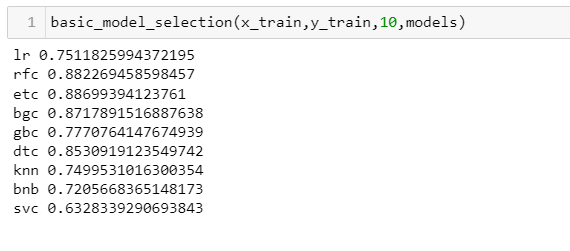 1 basic_model_selection(x_train,y_train,10,models)
lr 0.7511825994372195
rfc 0.882269458598457
etc 0.88699394123761
bgc 0.8717891516887638
gbc 0.7770764147674939
dtc 0.8530919123549742
knn 0.7499531016300354
bnb 0.7205668365148173
svc 0.6328339290693843